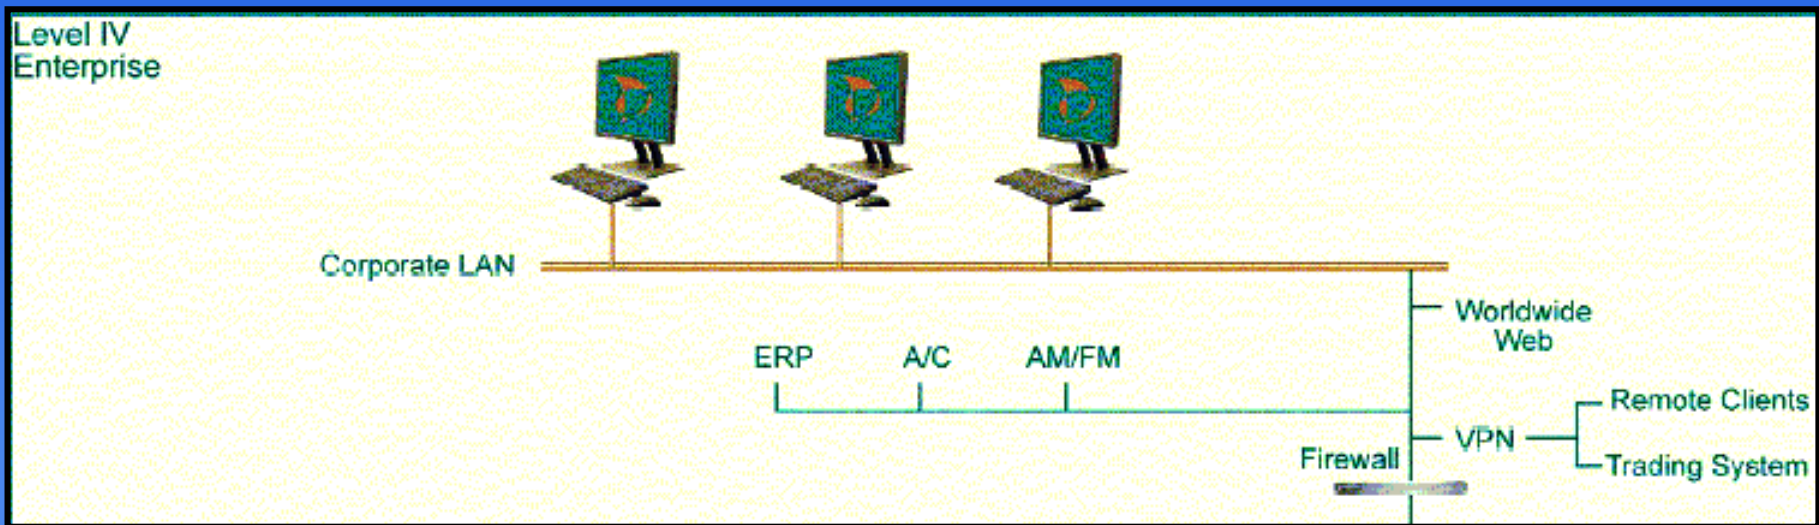 Level IV
Enterprise
Corporate LAN
Worldwide
Web
ERP
A/C
AM/FM
Remote Clients
VPN
Firewall
Trading System